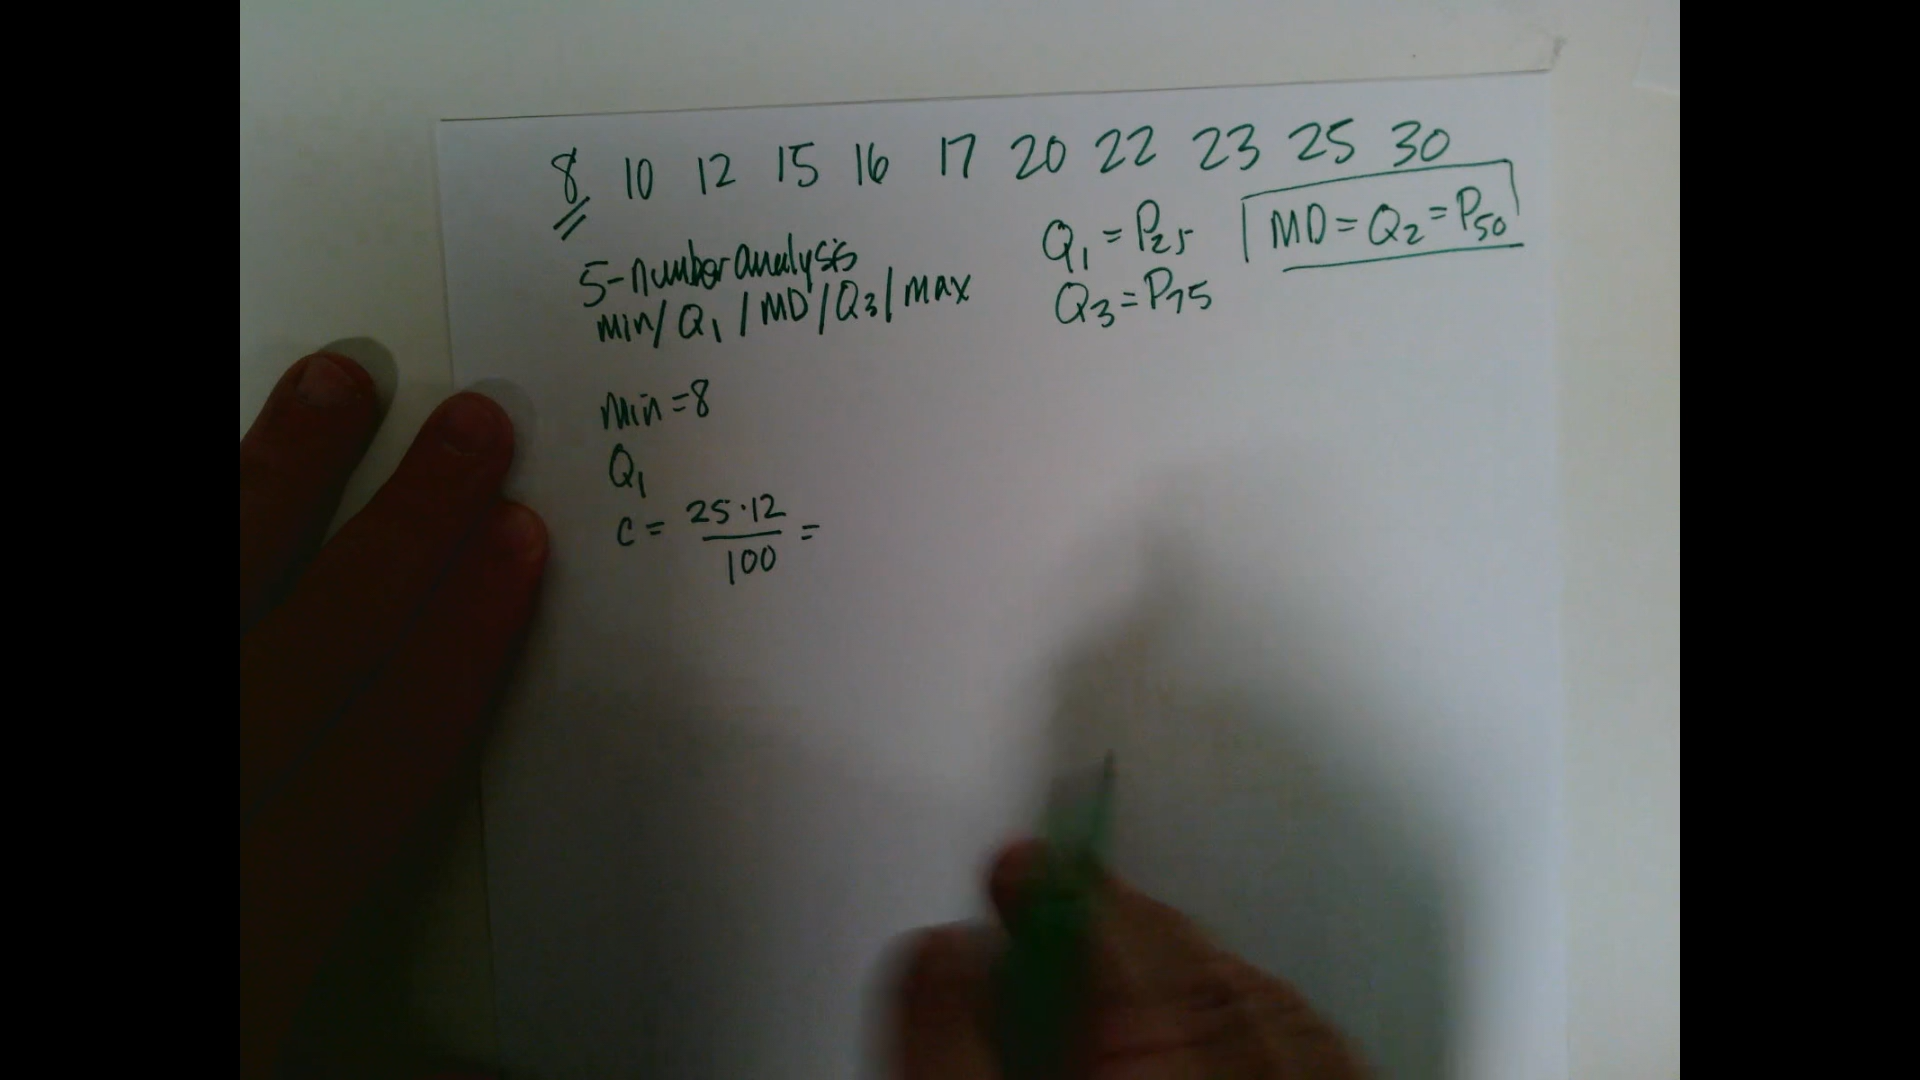 8 10 12 15 16 17 20 22 23 25 30
5-number analysis
min/Q1/MD/Q3/max
Q1=P25
Q3=P75
MD=Q2=P50
Min=8
Q1
C = 25·12/100 =